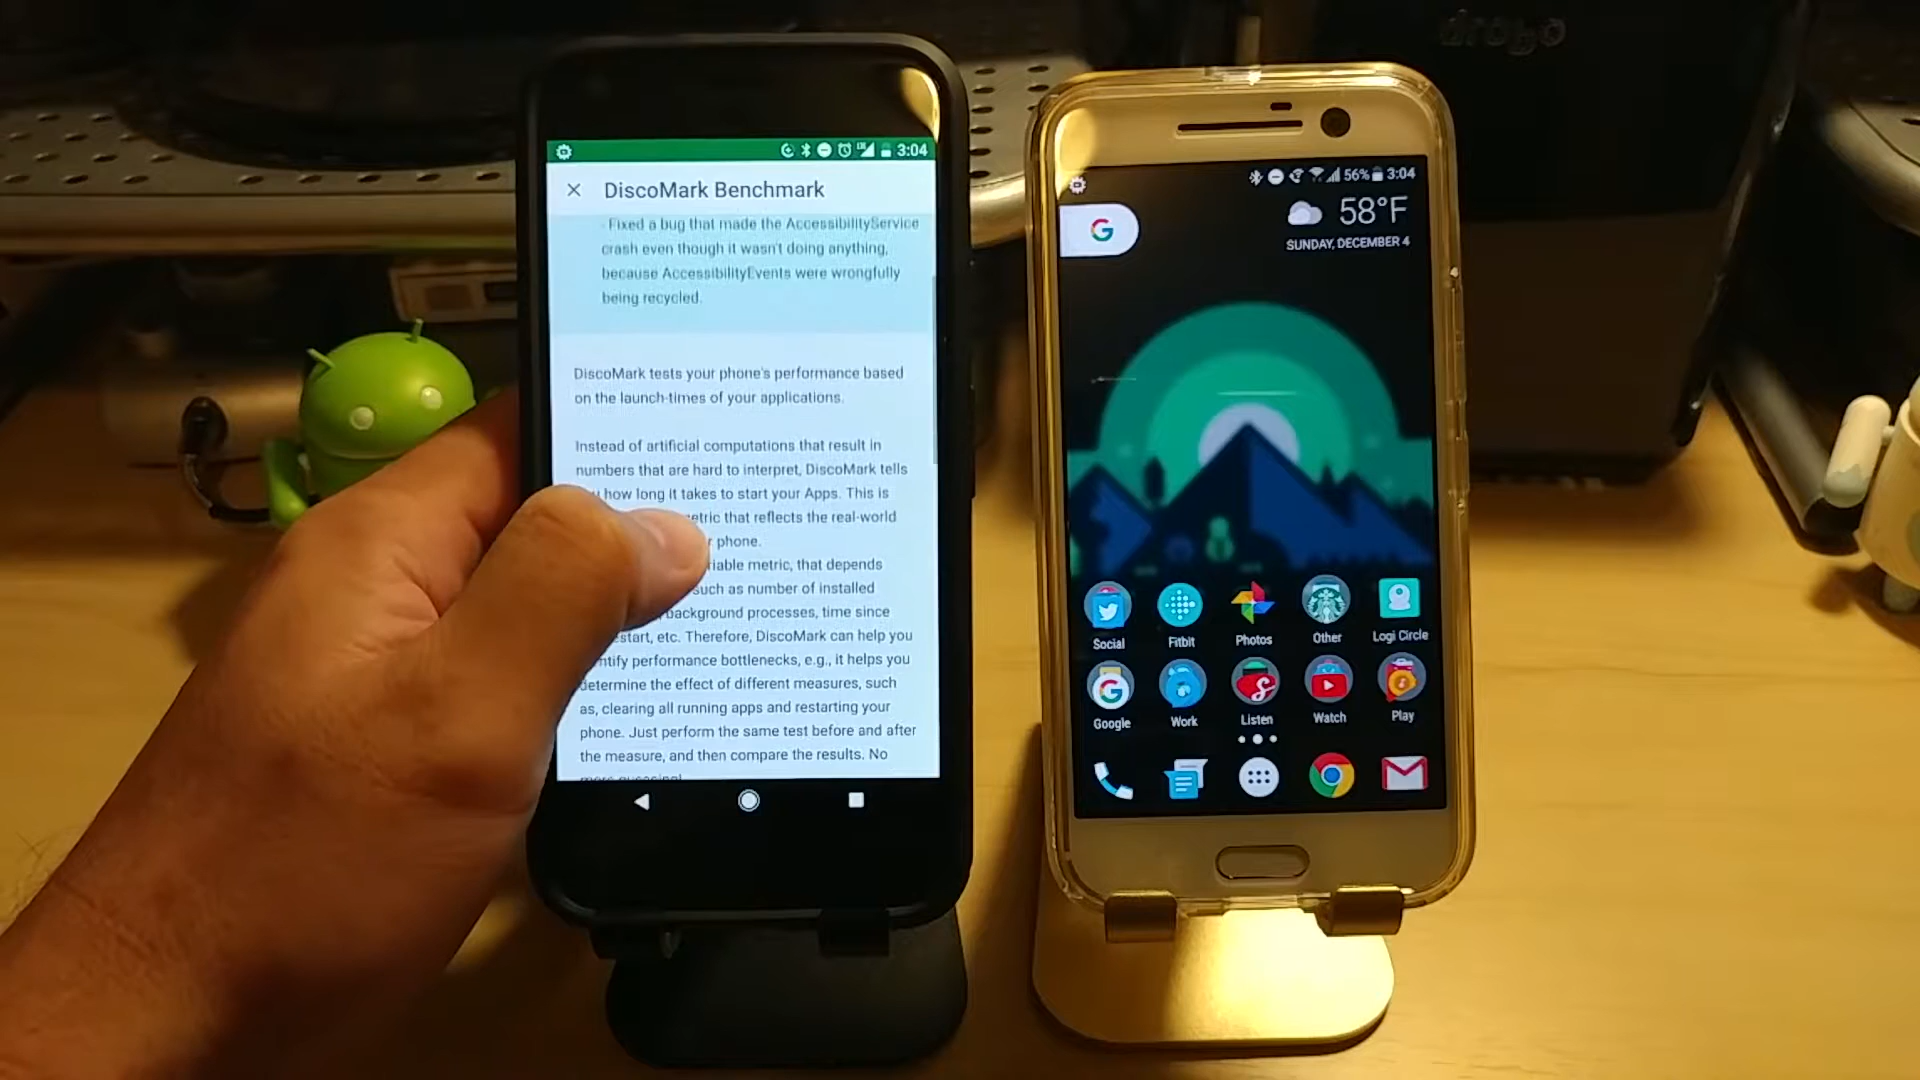 drobo
3:04
DiscoMark Benchmark
- Fixed a bug that made the AccessibilityService
crash even though it wasn't doing anything,
because AccessibilityEvents were wrongfully
being recycled.
DiscoMark tests your phone's performance based
on the launch-times of your applications.
Instead of artificial computations that result in
numbers that are hard to interpret, DiscoMark tells
how long it takes to start your Apps. This is
that reflects the real-world
phone.
metric, that depends
such as number of installed
background processes, time since
etc. Therefore, DiscoMark can help you
performance bottlenecks, e.g., it helps you
determine the effect of different measures, such
as, clearing all running apps and restarting your
phone. Just perform the same test before and after
the measure, and then compare the results. No
56% 3:04
58°F
SUNDAY, DECEMBER 4
Social Fitbit Photos Other Logi Circle
Google Work Listen Watch Play